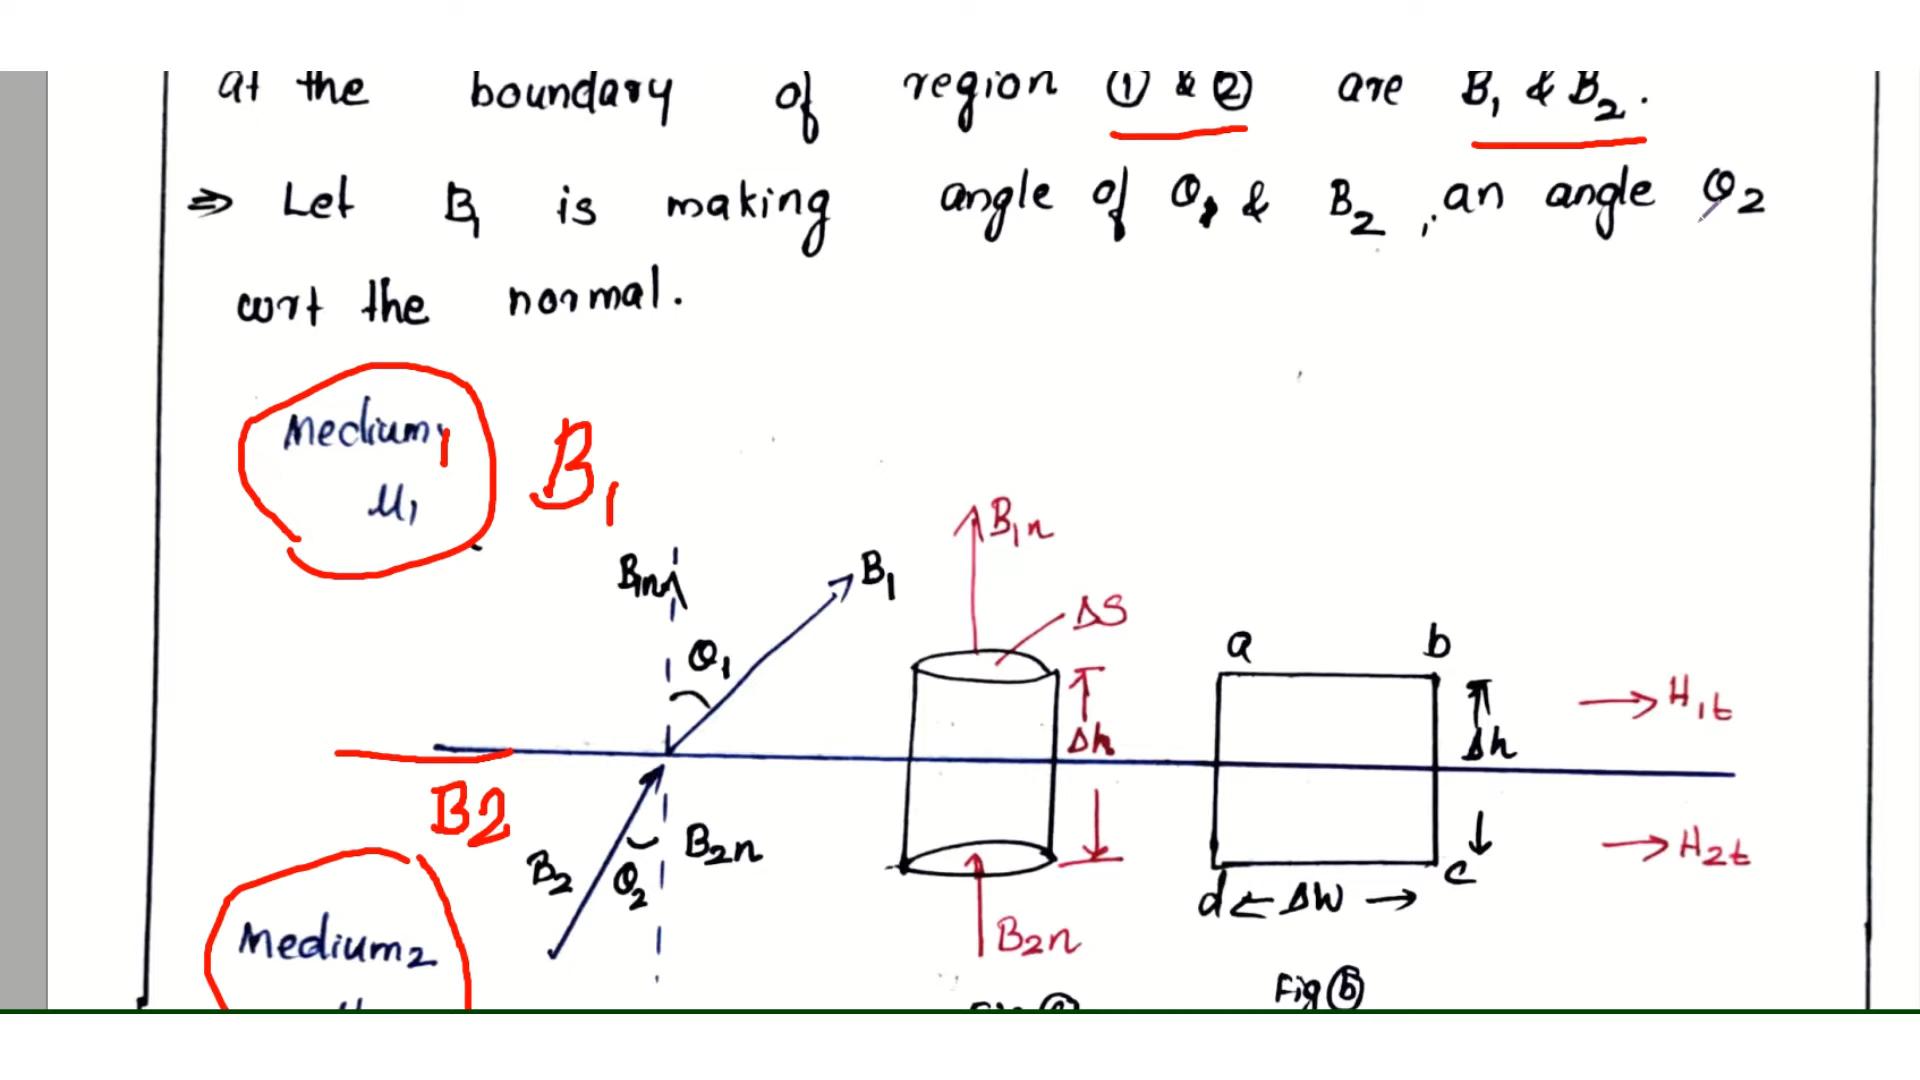 at the boundary of region ① & ② are B₁ & B₂.
⇒ Let B₁ is making angle of θ₁ & B₂, an angle θ₂
wrt the normal.
Medium₁
μ₁
B₁
B₁n
B₁
θ₁
B₁n
ΔS
Δh
a
b
Δh
→ H₁t
B2
B₂
θ₂
B₂n
→ H₂t
d
← ΔW →
c
B₂n
Medium₂
Fig ⓑ